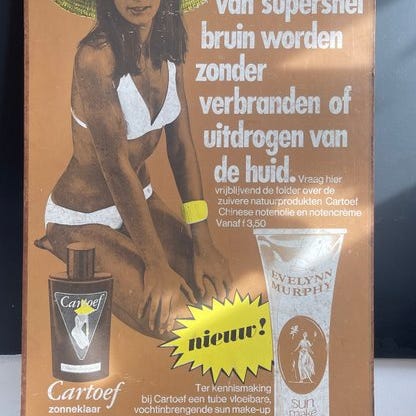 van supersnel
bruin worden
zonder
verbranden of
uitdrogen van
de huid. Vraag hier
vrijblijvend de folder over de
zuivere natuurprodukten Cartoef
Chinese notenolie en notencrème
Vanaf f 3,50
EVELYNN
MURPHY
nieuw!
Cartoef
Cartoef
zonneklaar
Ter kennismaking
bij Cartoef een tube vloeibare,
vochtinbrengende sun make-up
sun
make